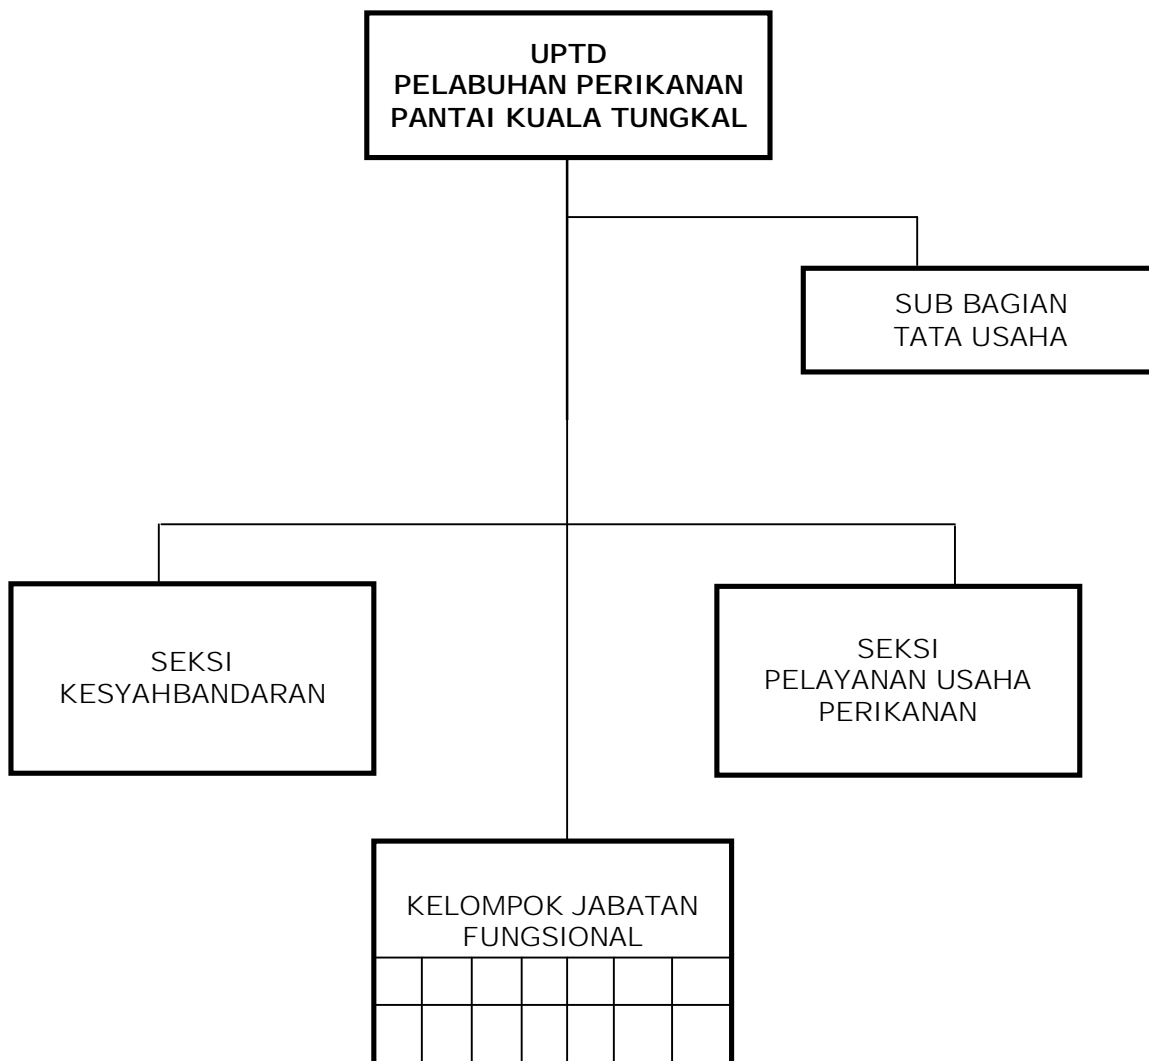 UPTD
PELABUHAN PERIKANAN
PANTAI KUALA TUNGKAL
SUB BAGIAN
TATA USAHA
SEKSI
KESYAHBANDARAN
SEKSI
PELAYANAN USAHA
PERIKANAN
KELOMPOK JABATAN
FUNGSIONAL